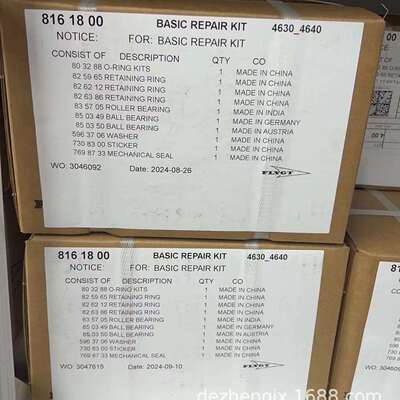 816 18 00 BASIC REPAIR KIT 4630_4640
NOTICE: FOR: BASIC REPAIR KIT
CONSIST OF DESCRIPTION QTY CO
80 32 88 O-RING KITS 1 MADE IN CHINA
82 59 65 RETAINING RING 1 MADE IN CHINA
82 62 12 RETAINING RING 1 MADE IN CHINA
82 63 86 RETAINING RING 1 MADE IN CHINA
83 57 05 ROLLER BEARING 1 MADE IN INDIA
85 03 49 BALL BEARING 1 MADE IN GERMANY
85 03 50 BALL BEARING 1 MADE IN AUSTRIA
596 37 06 WASHER 1 MADE IN CHINA
730 83 00 STICKER 1 MADE IN CHINA
769 87 33 MECHANICAL SEAL 1 MADE IN CHINA
WO: 3046092 Date: 2024-08-26 FLYGT
816 18 00 BASIC REPAIR KIT 4630_4640
NOTICE: FOR: BASIC REPAIR KIT
CONSIST OF DESCRIPTION QTY CO
80 32 88 O-RING KITS 1 MADE IN CHINA
82 59 65 RETAINING RING 1 MADE IN CHINA
82 62 12 RETAINING RING 1 MADE IN CHINA
82 63 86 RETAINING RING 1 MADE IN CHINA
83 57 05 ROLLER BEARING 1 MADE IN INDIA
85 03 49 BALL BEARING 1 MADE IN GERMANY
85 03 50 BALL BEARING 1 MADE IN AUSTRIA
596 37 06 WASHER 1 MADE IN CHINA
730 83 00 STICKER 1 MADE IN CHINA
769 87 33 MECHANICAL SEAL 1 MADE IN CHINA
WO: 3047615 Date: 2024-09-10 FLYGT
dezhengjx.1688.com